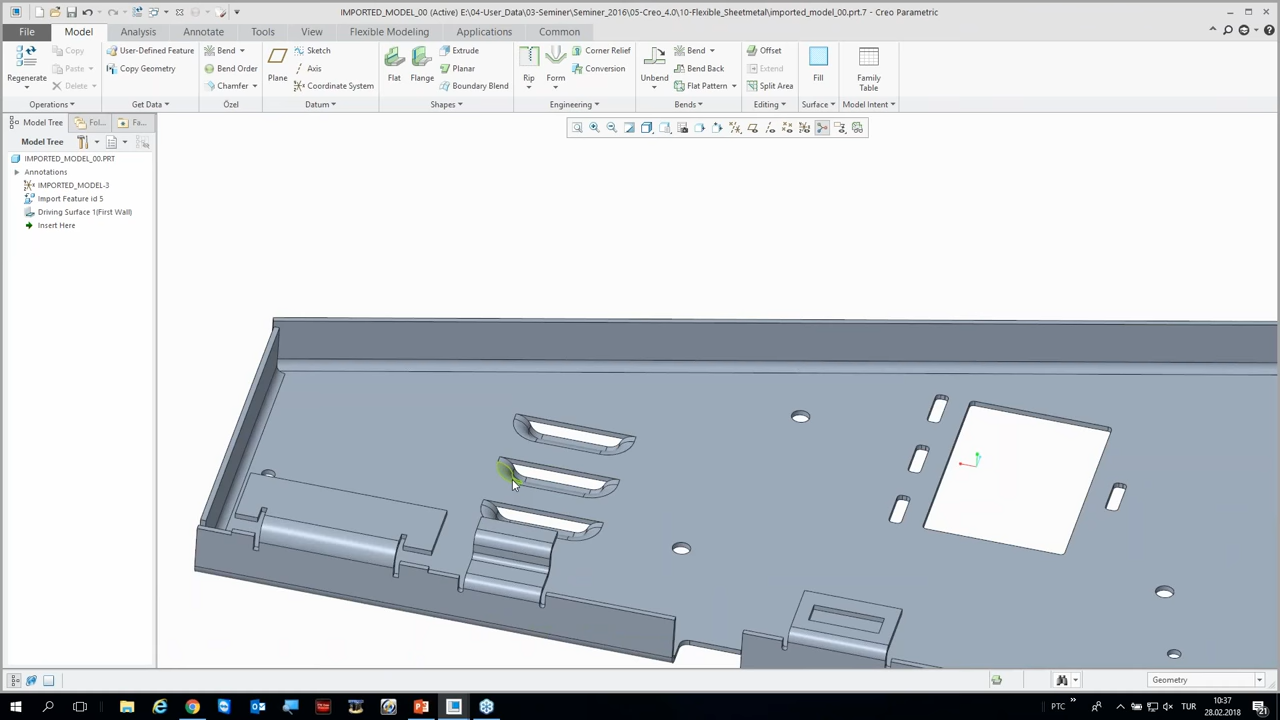 IMPORTED_MODEL_00 (Active) E:\04-User_Data\03-Seminer\Seminer_2016\05-Creo_4.0\10-Flexible_Sheetmetal\imported_model_00.prt.7 - Creo Parametric
File Model Analysis Annotate Tools View Flexible Modeling Applications Common
Regenerate Copy Paste Delete User-Defined Feature Copy Geometry Bend Bend Order Chamfer Plane Sketch Axis Coordinate System Flat Flange Extrude Planar Boundary Blend Rip Form Corner Relief Conversion Unbend Bend Bend Back Flat Pattern Offset Extend Split Area Fill Family Table
Operations Get Data Özel Datum Shapes Engineering Bends Editing Surface Model Intent
Model Tree Fol... Fa...
Model Tree
IMPORTED_MODEL_00.PRT
Annotations
IMPORTED_MODEL-3
Import Feature id 5
Driving Surface 1(First Wall)
Insert Here
Geometry
PTC TUR 10:37 28.02.2018 21